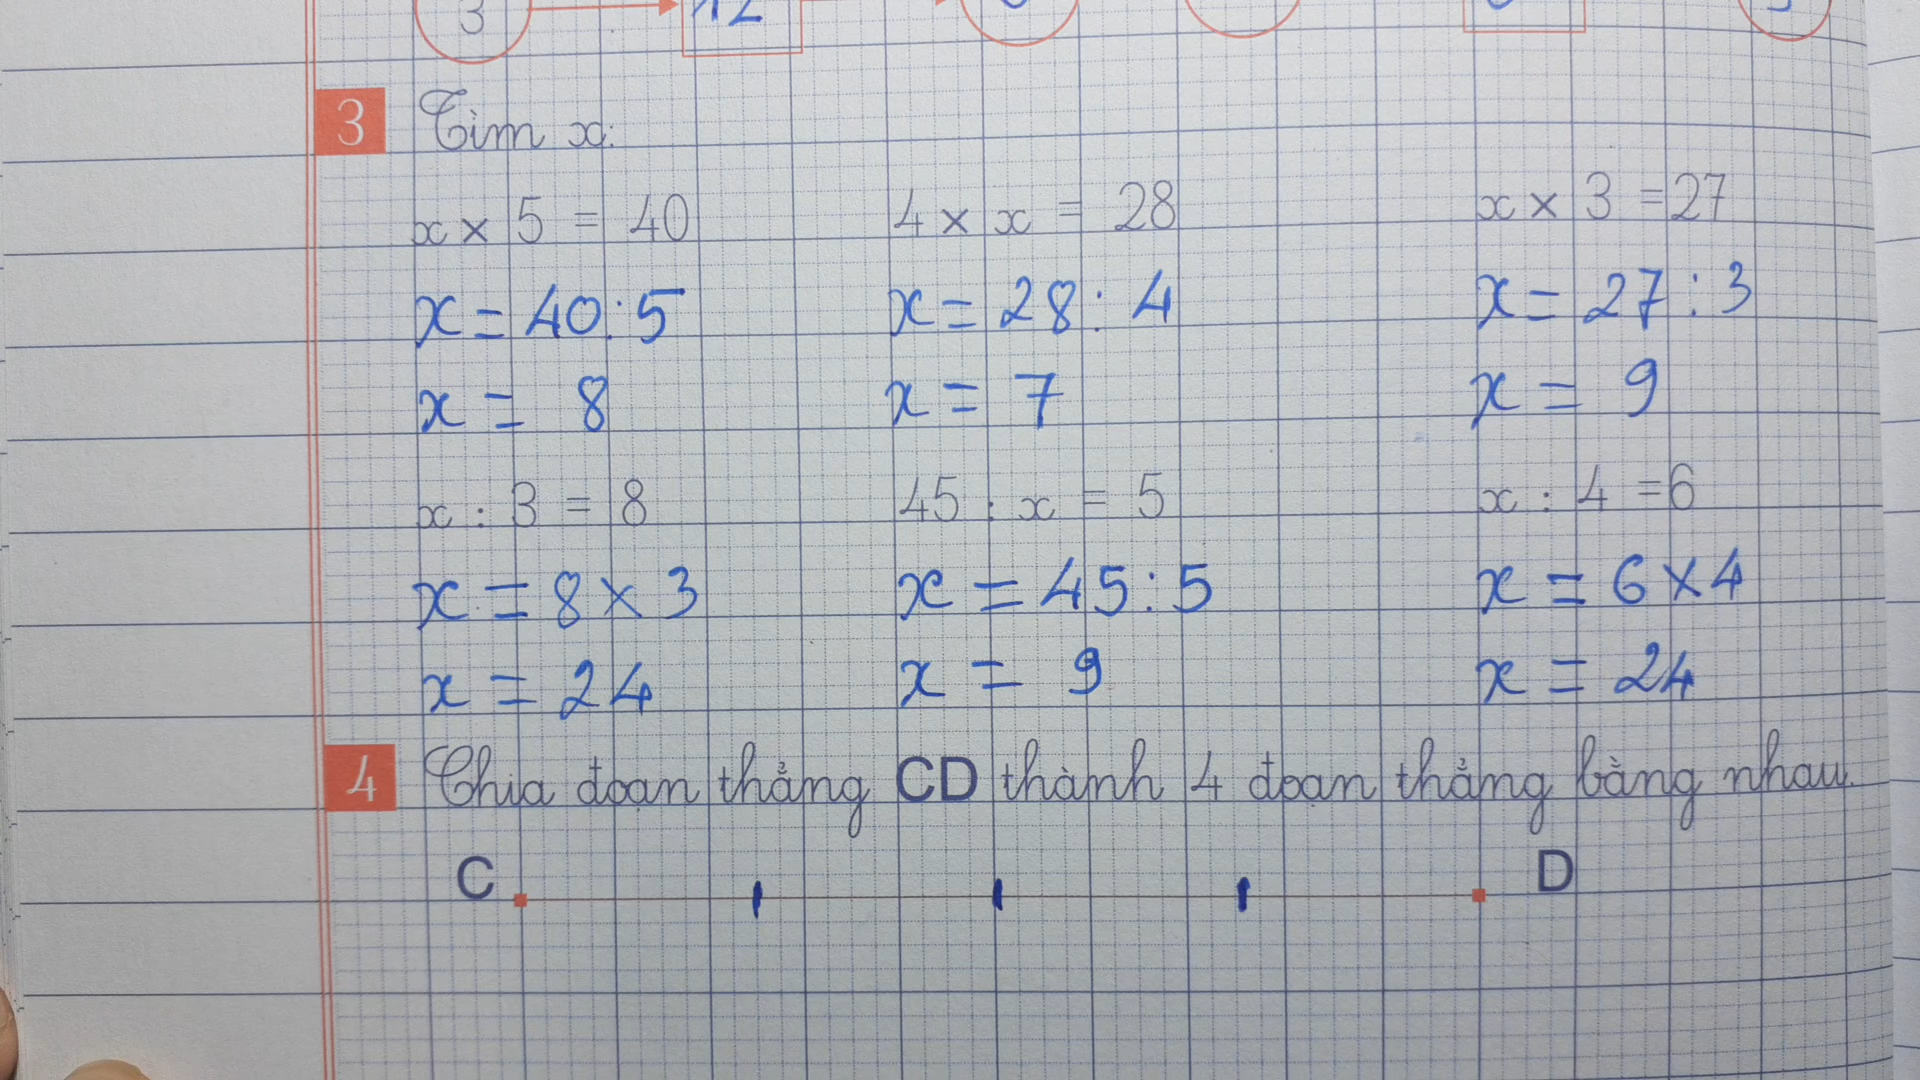 3 12
3 Tìm x:
x × 5 = 40 4 × x = 28 x × 3 = 27
x = 40 : 5 x = 28 : 4 x = 27 : 3
x = 8 x = 7 x = 9
x : 3 = 8 45 : x = 5 x : 4 = 6
x = 8 × 3 x = 45 : 5 x = 6 × 4
x = 24 x = 9 x = 24
4 Chia đoạn thẳng CD thành 4 đoạn thẳng bằng nhau.
C D